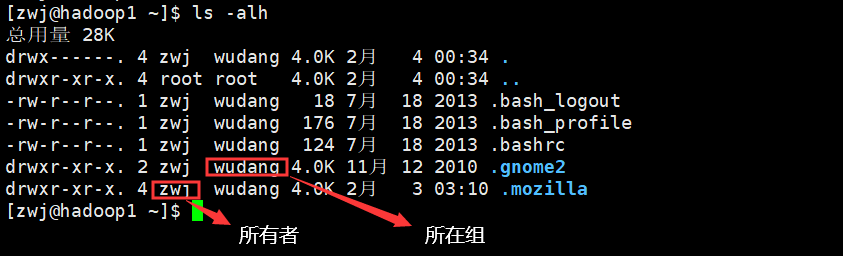 [zwj@hadoop1 ~]$ ls -alh
总用量 28K
drwx------. 4 zwj  wudang 4.0K 2月   4 00:34 .
drwxr-xr-x. 4 root root   4.0K 2月   4 00:34 ..
-rw-r--r--. 1 zwj  wudang   18 7月  18 2013 .bash_logout
-rw-r--r--. 1 zwj  wudang  176 7月  18 2013 .bash_profile
-rw-r--r--. 1 zwj  wudang  124 7月  18 2013 .bashrc
drwxr-xr-x. 2 zwj  wudang 4.0K 11月 12 2010 .gnome2
drwxr-xr-x. 4 zwj  wudang 4.0K 2月   3 03:10 .mozilla
[zwj@hadoop1 ~]$
所有者 所在组